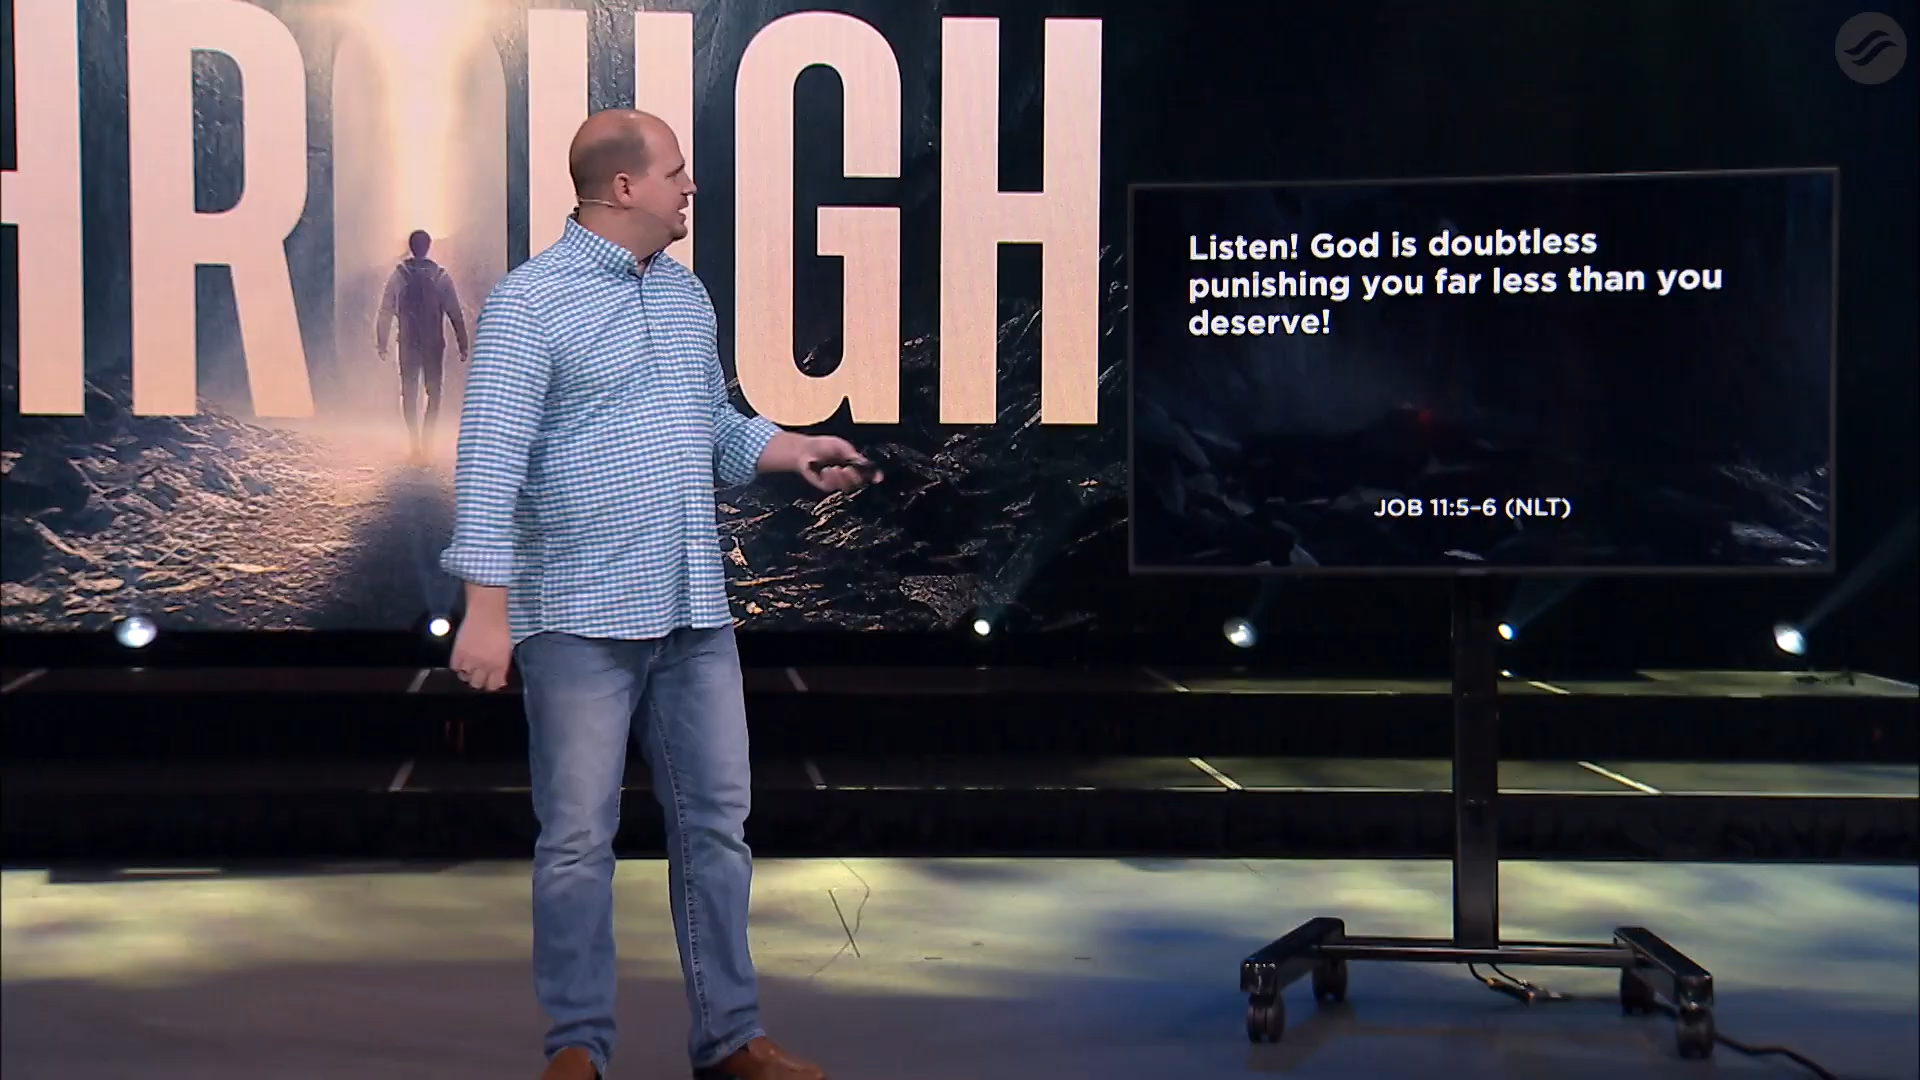 HROUGH
Listen! God is doubtless
punishing you far less than you
deserve!
JOB 11:5–6 (NLT)